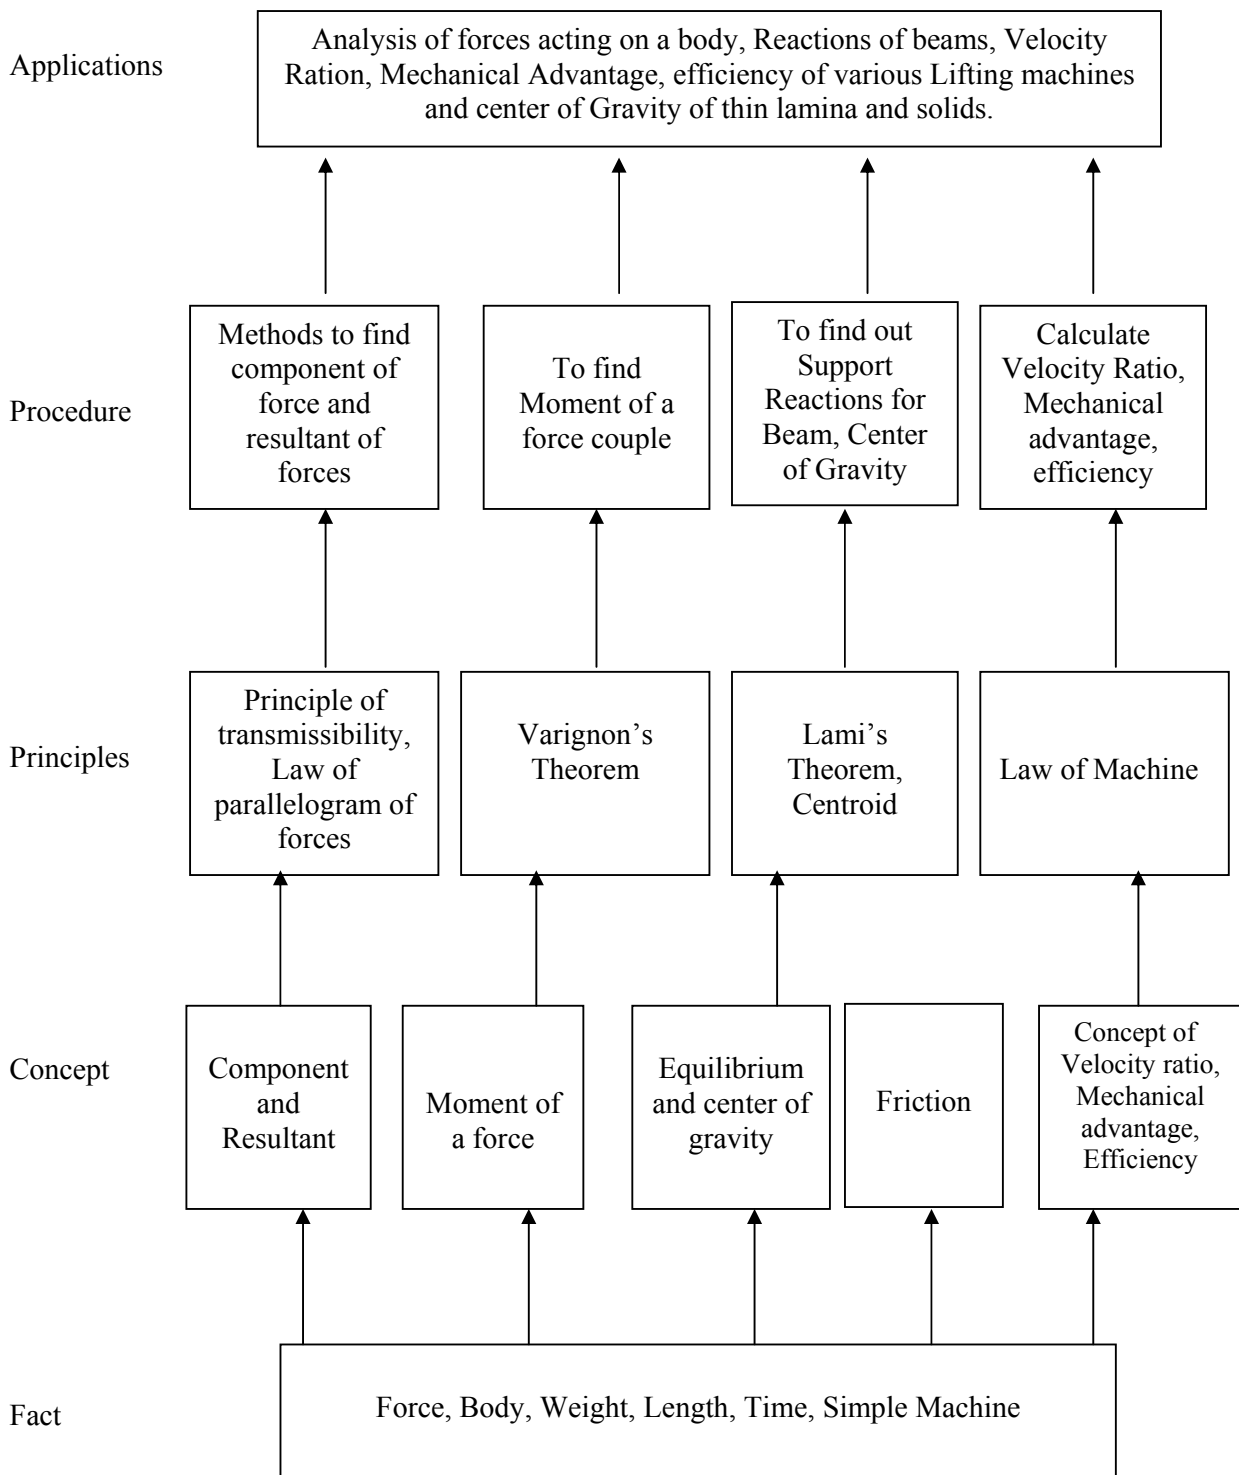 Applications
Analysis of forces acting on a body, Reactions of beams, Velocity
Ration, Mechanical Advantage, efficiency of various Lifting machines
and center of Gravity of thin lamina and solids.
Procedure
Methods to find
component of
force and
resultant of
forces
To find
Moment of a
force couple
To find out
Support
Reactions for
Beam, Center
of Gravity
Calculate
Velocity Ratio,
Mechanical
advantage,
efficiency
Principles
Principle of
transmissibility,
Law of
parallelogram of
forces
Varignon’s
Theorem
Lami’s
Theorem,
Centroid
Law of Machine
Concept
Component
and
Resultant
Moment of
a force
Equilibrium
and center of
gravity
Friction
Concept of
Velocity ratio,
Mechanical
advantage,
Efficiency
Fact
Force, Body, Weight, Length, Time, Simple Machine